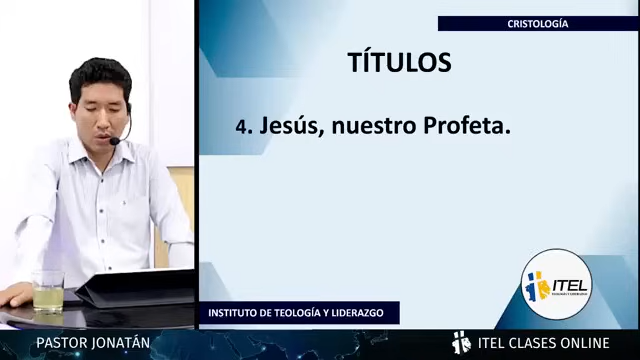 CRISTOLOGÍA
TÍTULOS
4. Jesús, nuestro Profeta.
ITEL
INSTITUTO DE TEOLOGÍA Y LIDERAZGO
PASTOR JONATÁN
ITEL CLASES ONLINE